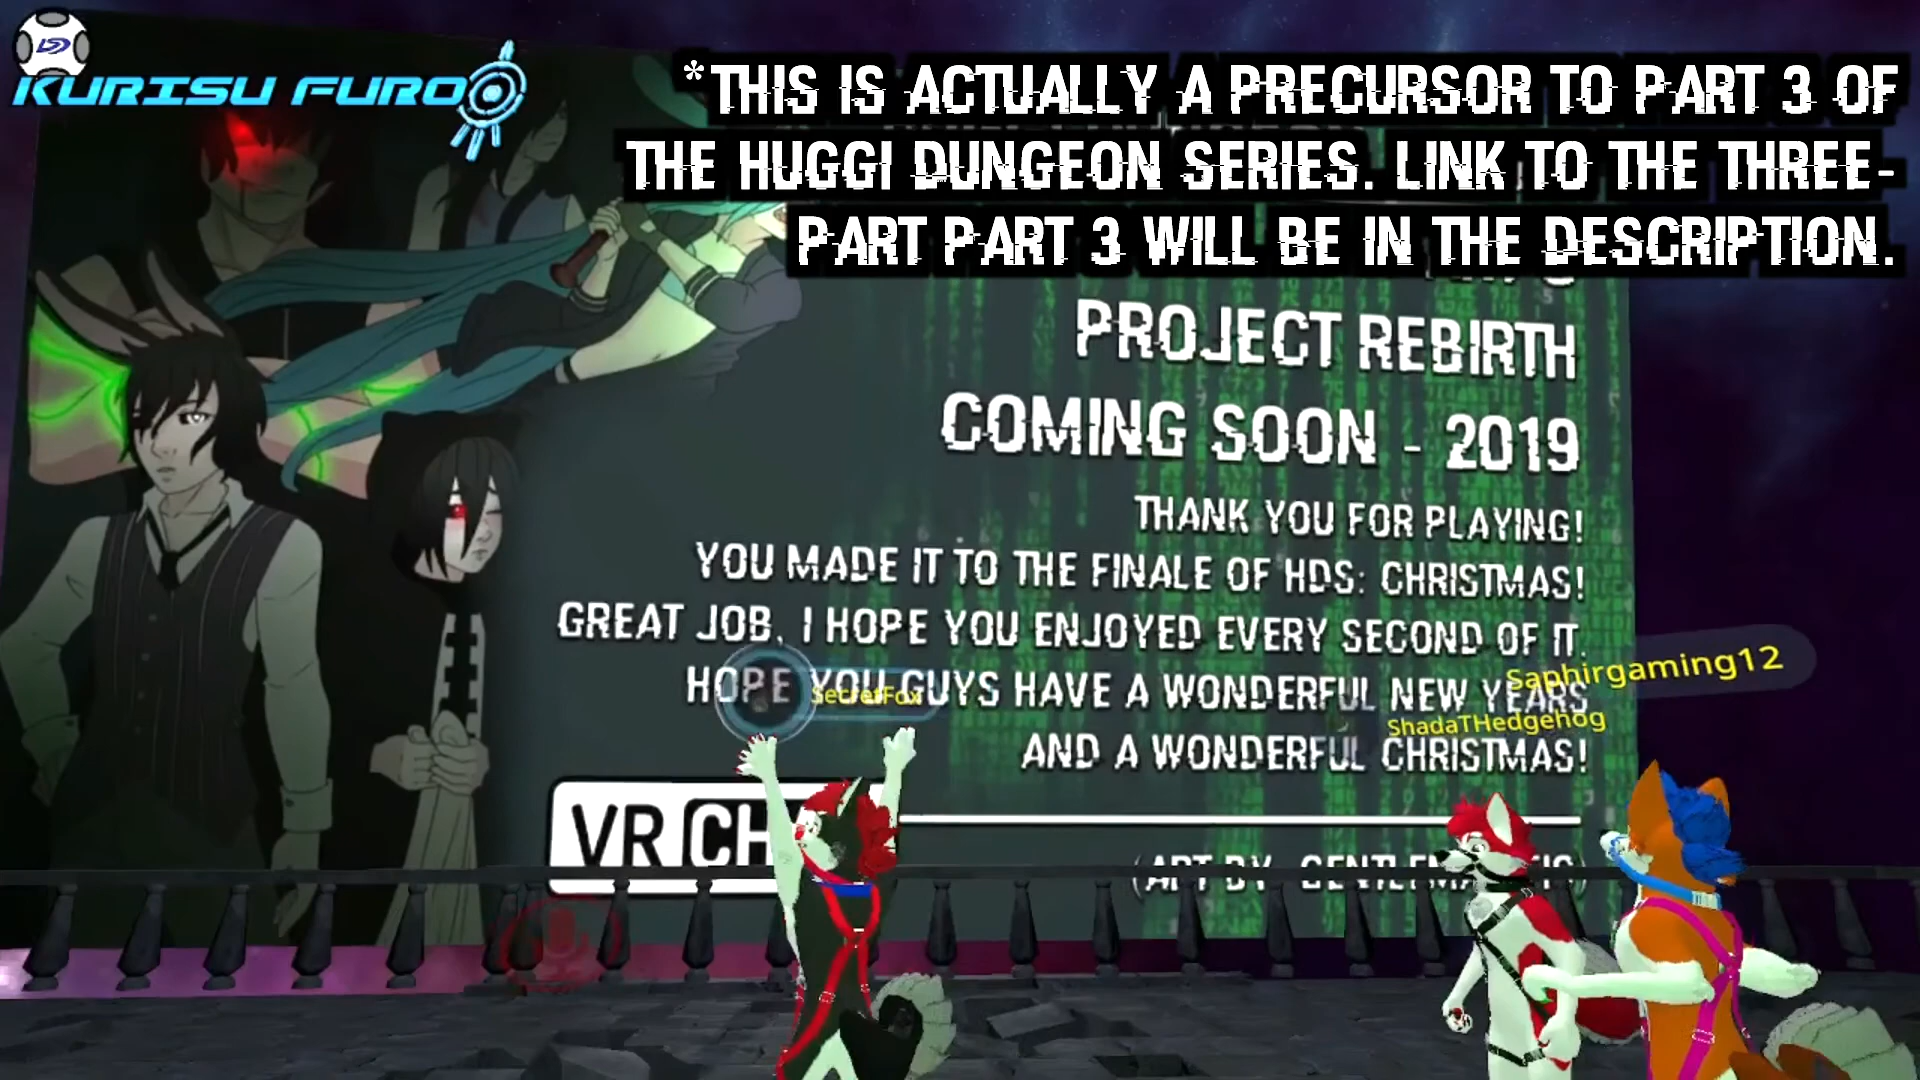 LSD
KURISU FURO
*THIS IS ACTUALLY A PRECURSOR TO PART 3 OF
THE HUGGI DUNGEON SERIES. LINK TO THE THREE-
PART PART 3 WILL BE IN THE DESCRIPTION.
PROJECT REBIRTH
COMING SOON - 2019
THANK YOU FOR PLAYING!
YOU MADE IT TO THE FINALE OF HDS: CHRISTMAS!
GREAT JOB, I HOPE YOU ENJOYED EVERY SECOND OF IT.
HOPE YOU GUYS HAVE A WONDERFUL NEW YEARS
SecretFox
Saphirgaming12
ShadaTHedgehog
AND A WONDERFUL CHRISTMAS!
VR CH
(ART BY